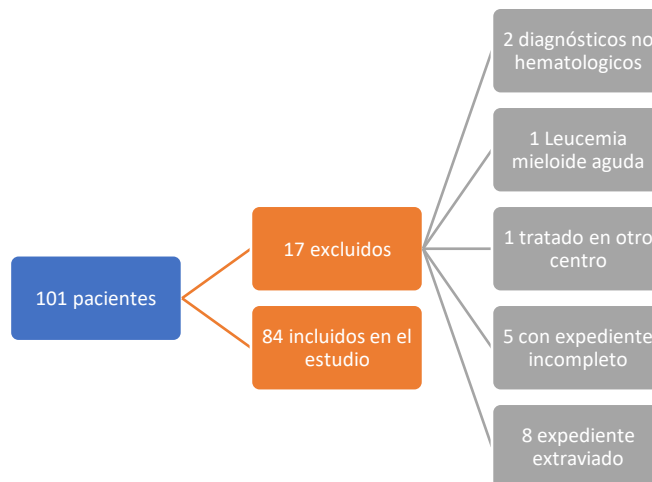 101 pacientes
17 excluidos
84 incluidos en el
estudio
2 diagnósticos no
hematologicos
1 Leucemia
mieloide aguda
1 tratado en otro
centro
5 con expediente
incompleto
8 expediente
extraviado